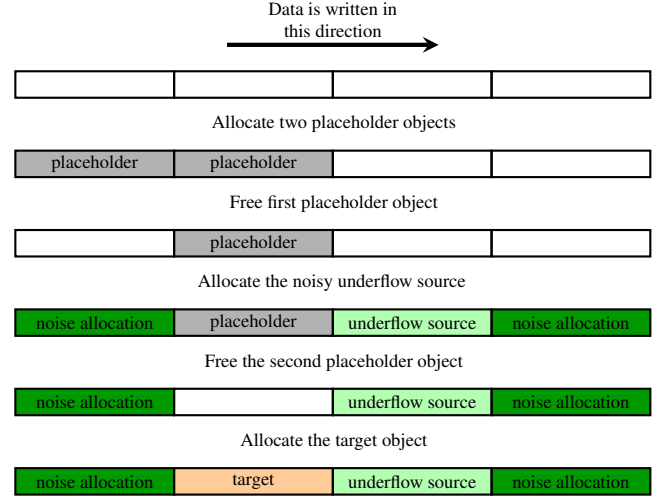 Data is written in
this direction
Allocate two placeholder objects
placeholder placeholder
Free first placeholder object
placeholder
Allocate the noisy underflow source
noise allocation placeholder underflow source noise allocation
Free the second placeholder object
noise allocation underflow source noise allocation
Allocate the target object
noise allocation target underflow source noise allocation